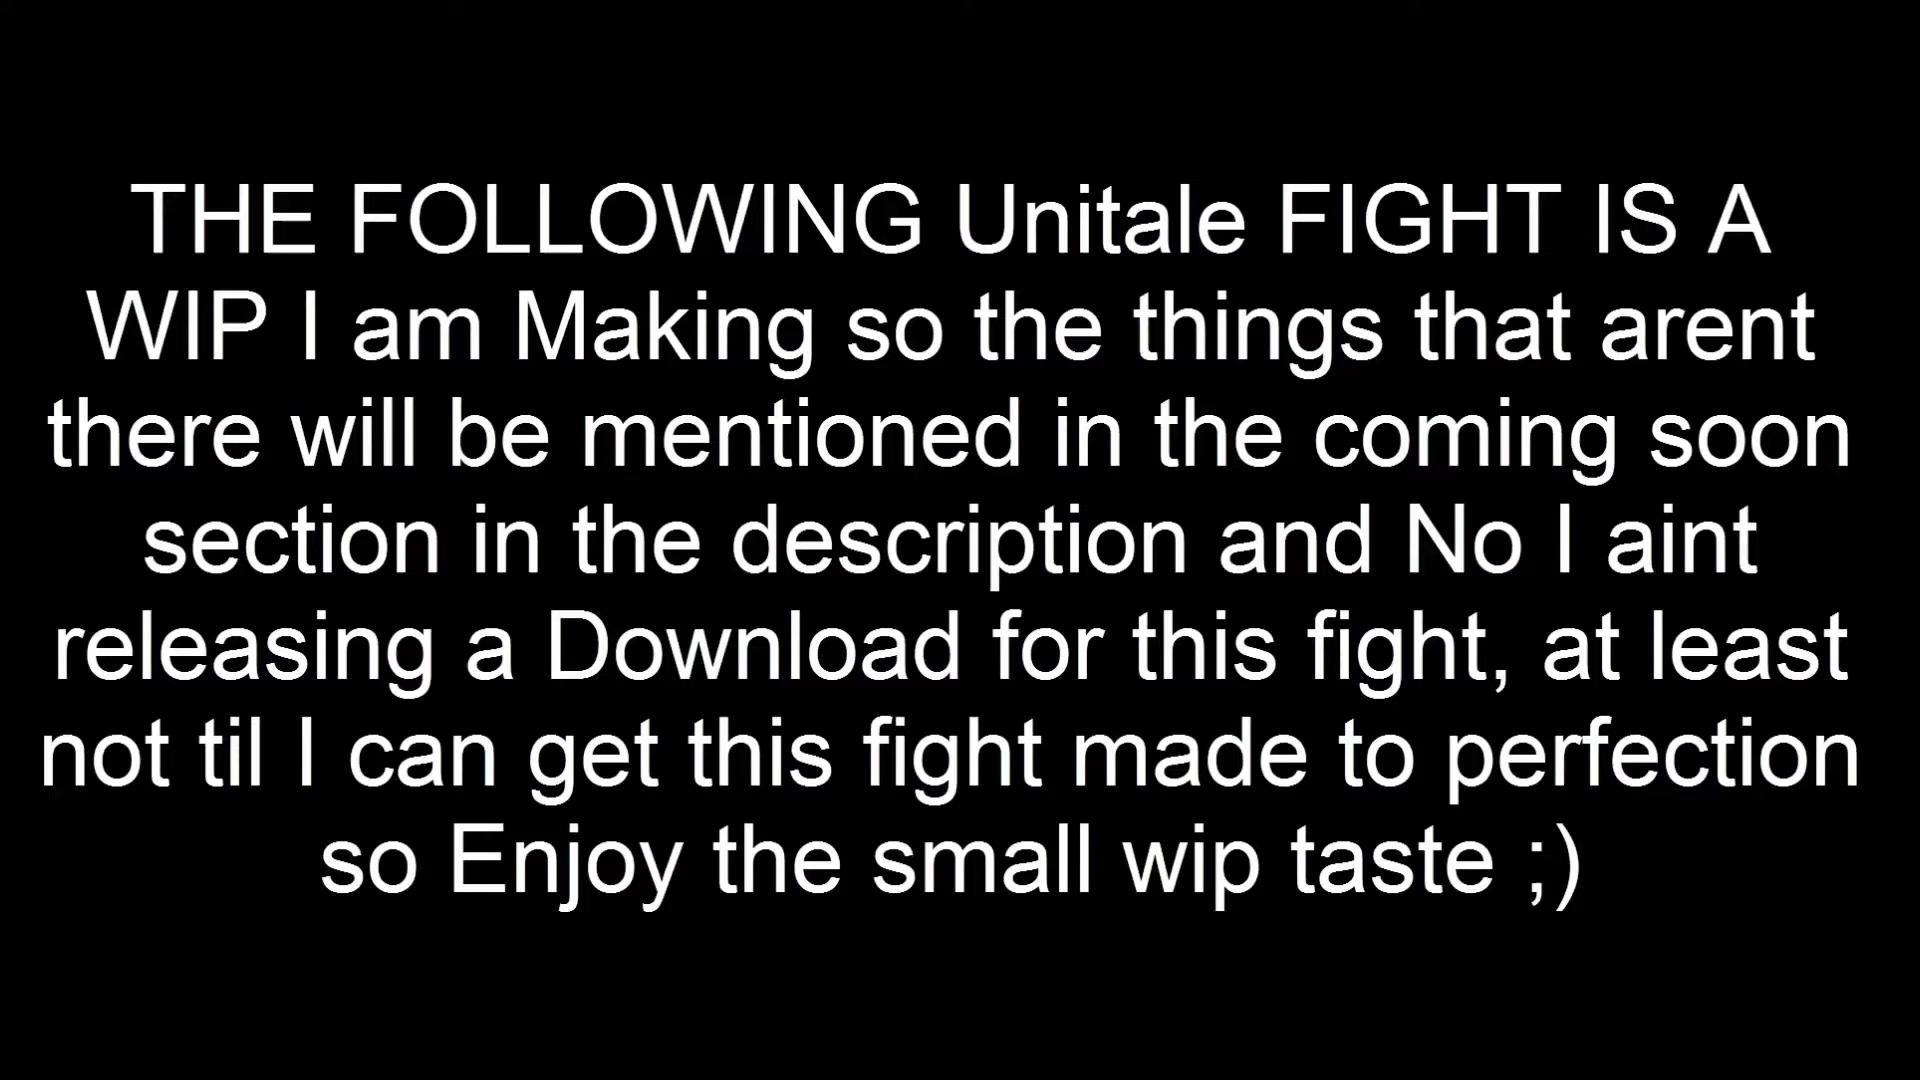 THE FOLLOWING Unitale FIGHT IS A
WIP I am Making so the things that arent
there will be mentioned in the coming soon
section in the description and No I aint
releasing a Download for this fight, at least
not til I can get this fight made to perfection
so Enjoy the small wip taste ;)